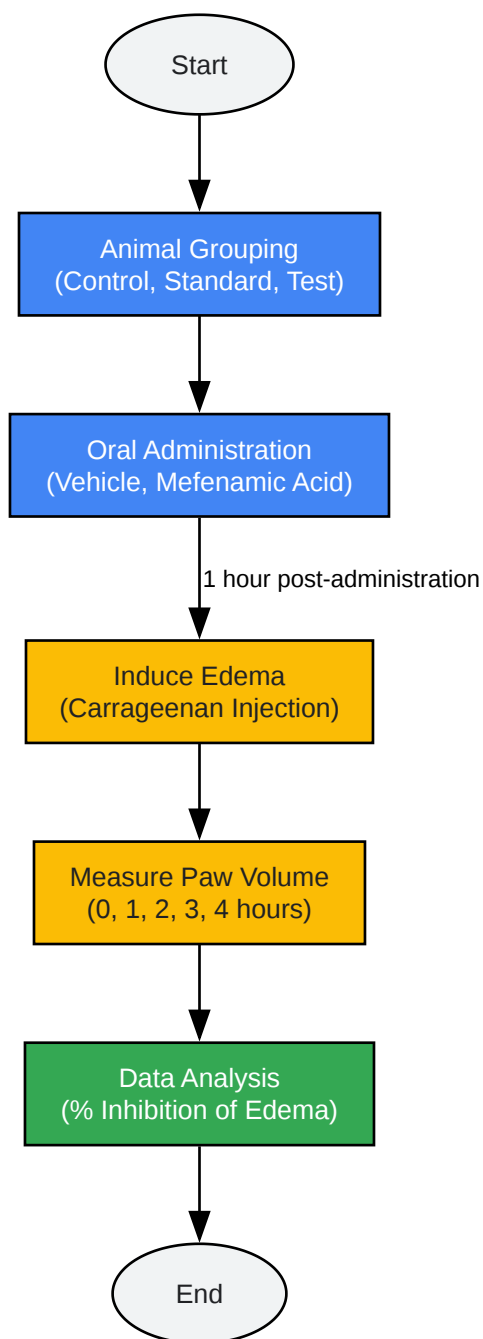 Start
Animal Grouping
(Control, Standard, Test)
Oral Administration
(Vehicle, Mefenamic Acid)
1 hour post-administration
Induce Edema
(Carrageenan Injection)
Measure Paw Volume
(0, 1, 2, 3, 4 hours)
Data Analysis
(% Inhibition of Edema)
End